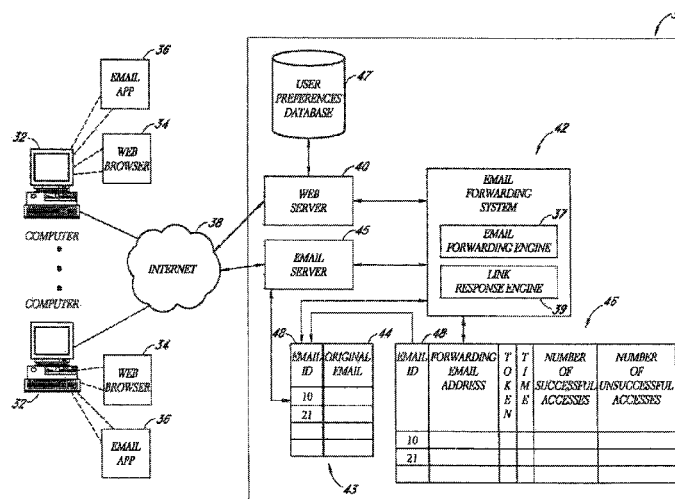 3
36
EMAIL
APP
34
WEB
BROWSER
32
COMPUTER
COMPUTER
34
WEB
BROWSER
32
36
EMAIL
APP
38
INTERNET
47
USER
PREFERENCES
DATABASE
40
WEB
SERVER
45
EMAIL
SERVER
42
EMAIL
FORWARDING
SYSTEM
37
EMAIL
FORWARDING ENGINE
LINK
RESPONSE ENGINE
39
48
44
EMAIL
ID
ORIGINAL
EMAIL
10
21
43
46
48
EMAIL
ID
FORWARDING
EMAIL
ADDRESS
TOKEN
TIME
NUMBER
OF
SUCCESSFUL
ACCESSES
NUMBER
OF
UNSUCCESSFUL
ACCESSES
10
21